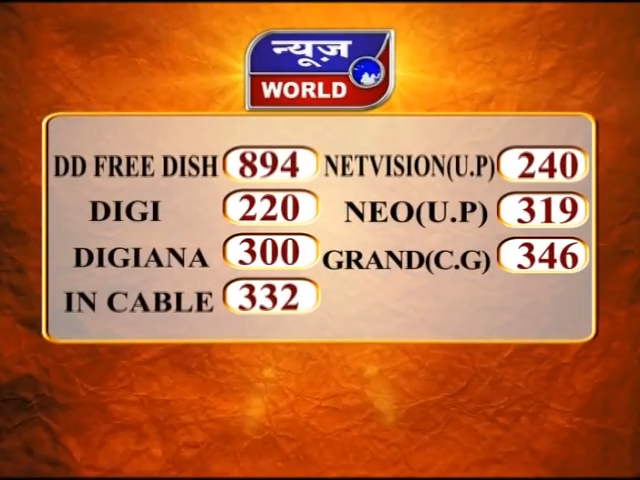 न्यूज़
WORLD
DD FREE DISH 894 NETVISION(U.P) 240
DIGI 220 NEO(U.P) 319
DIGIANA 300 GRAND(C.G) 346
IN CABLE 332